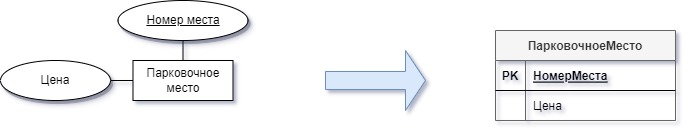 Номер места
Цена
Парковочное
место
ПарковочноеМесто
PK НомерМеста
Цена